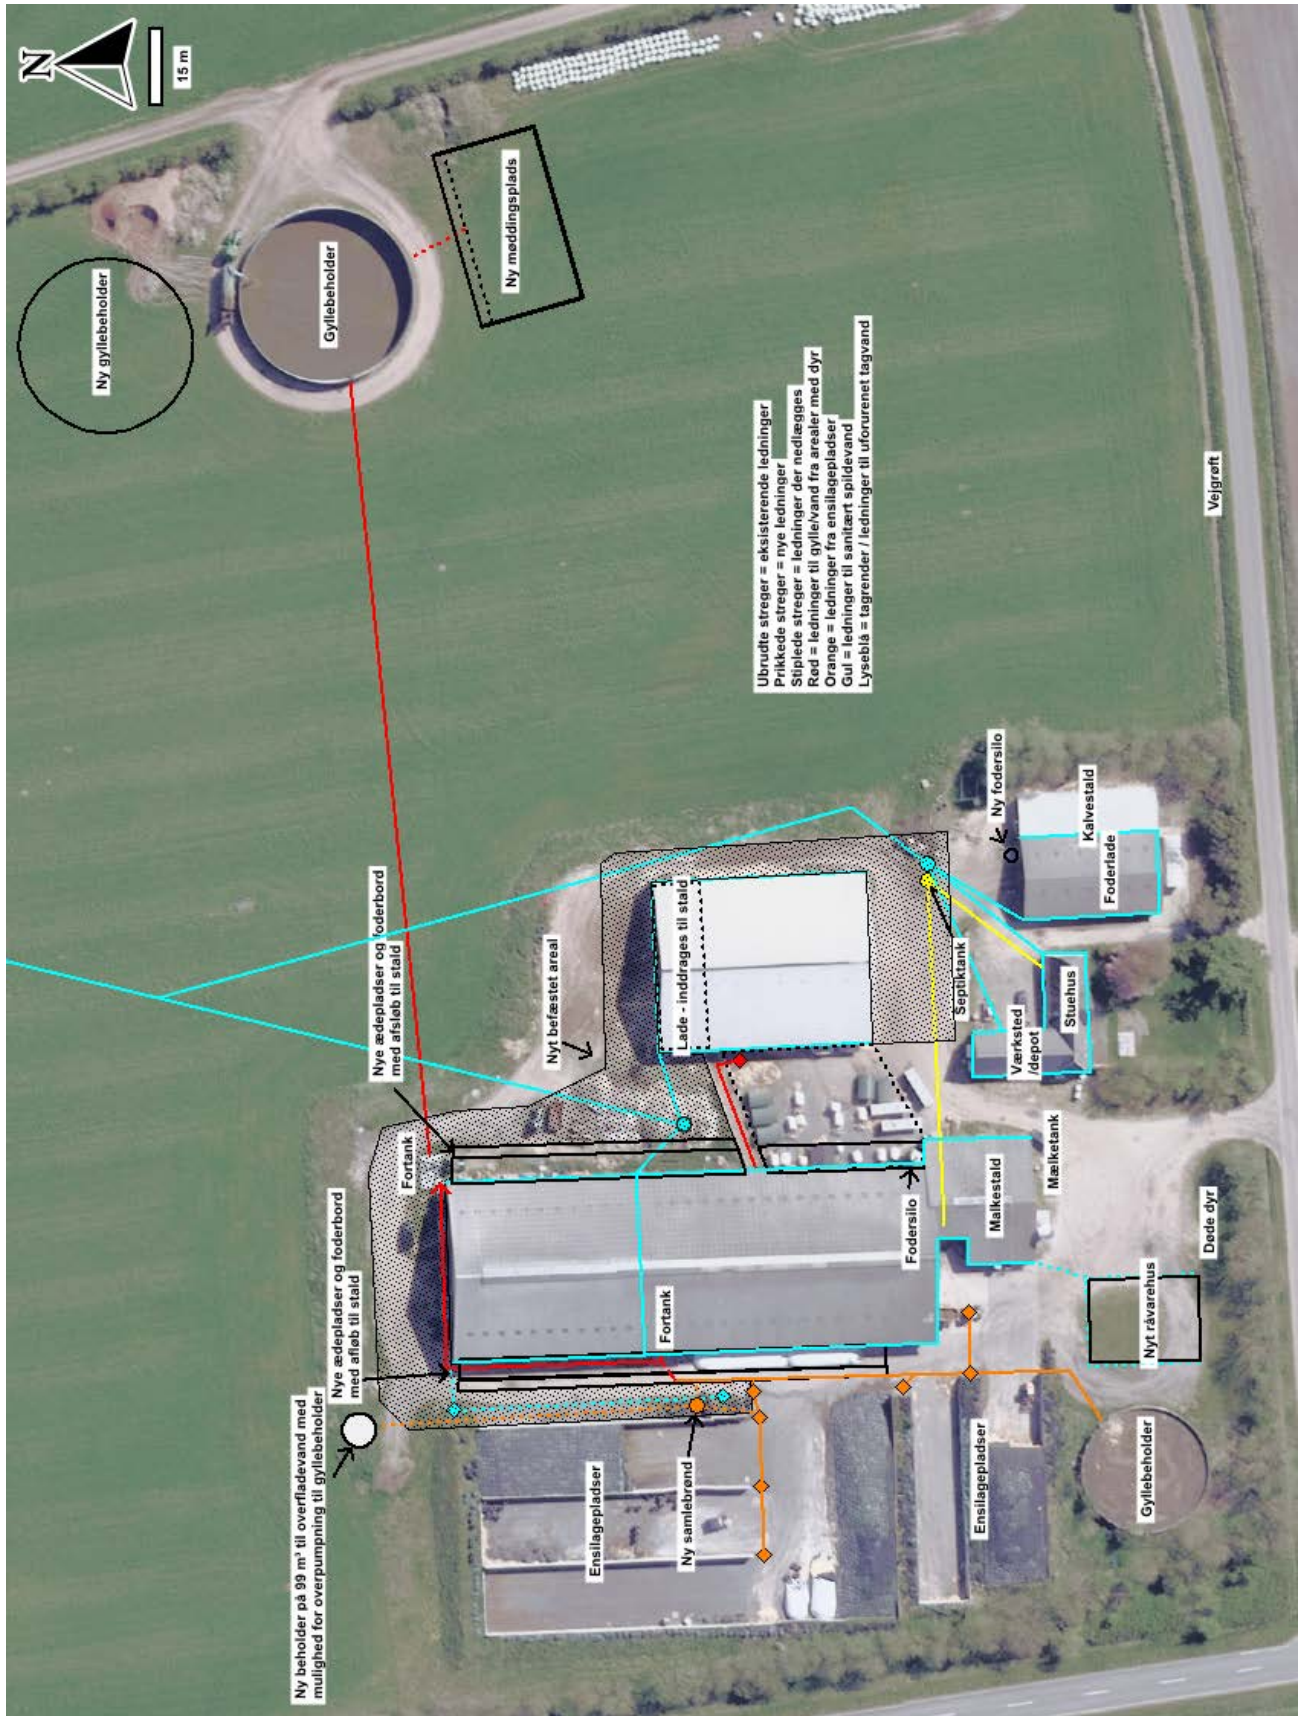 Ny beholder på 99 m³ til overfladevand med
mulighed for overpumpning til gyllebeholder
Nye ædepladser og foderbord
med afløb til stald
Fortank
Nye ædepladser og foderbord
med afsløb til stald
Ny gyllebeholder
Gyllebeholder
N
15 m
Ny møddingsplads
Nyt befæstet areal
Lade - inddrages til stald
Ensilagepladser
Ny samlebrønd
Fortank
Fodersilo
Septiktank
Ny fodersilo
Ubrudte streger = eksisterende ledninger
Prikkede streger = nye ledninger
Stiplede streger = ledninger der nedlægges
Rød = ledninger til gylle/vand fra arealer med dyr
Orange = ledninger fra ensilagepladser
Gul = ledninger til sanitært spildevand
Lyseblå = tagrender / ledninger til uforurenet tagvand
Ensilagepladser
Malkestald
Mælketank
Værksted
/depot
Stuehus
Foderlade
Kalvestald
Gyllebeholder
Nyt råvarehus
Døde dyr
Vejgrøft